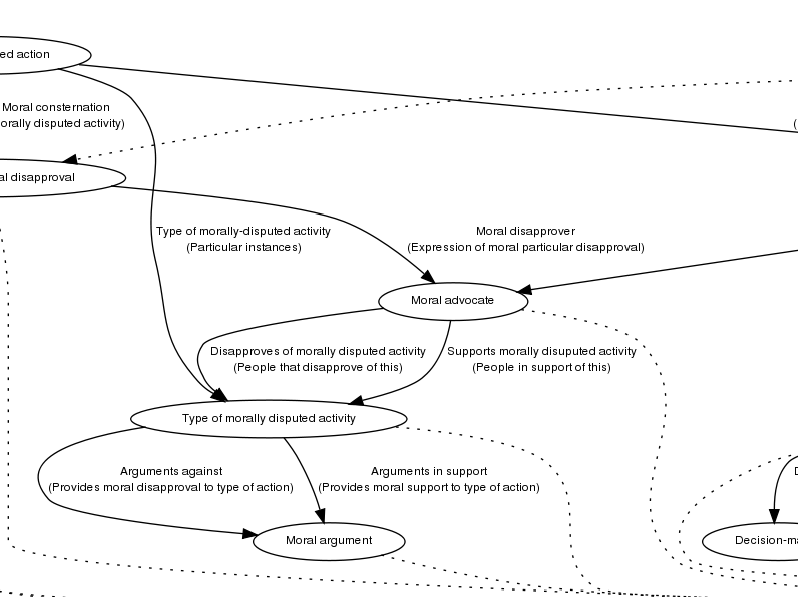 ed action
Moral consternation
orally disputed activity)
(
al disapproval
Type of morally-disputed activity
(Particular instances)
Moral disapprover
(Expression of moral particular disapproval)
Moral advocate
Disapproves of morally disputed activity
(People that disapprove of this)
Supports morally disuputed activity
(People in support of this)
Type of morally disputed activity
Arguments against
(Provides moral disapproval to type of action)
Arguments in support
(Provides moral support to type of action)
D
Moral argument
Decision-ma